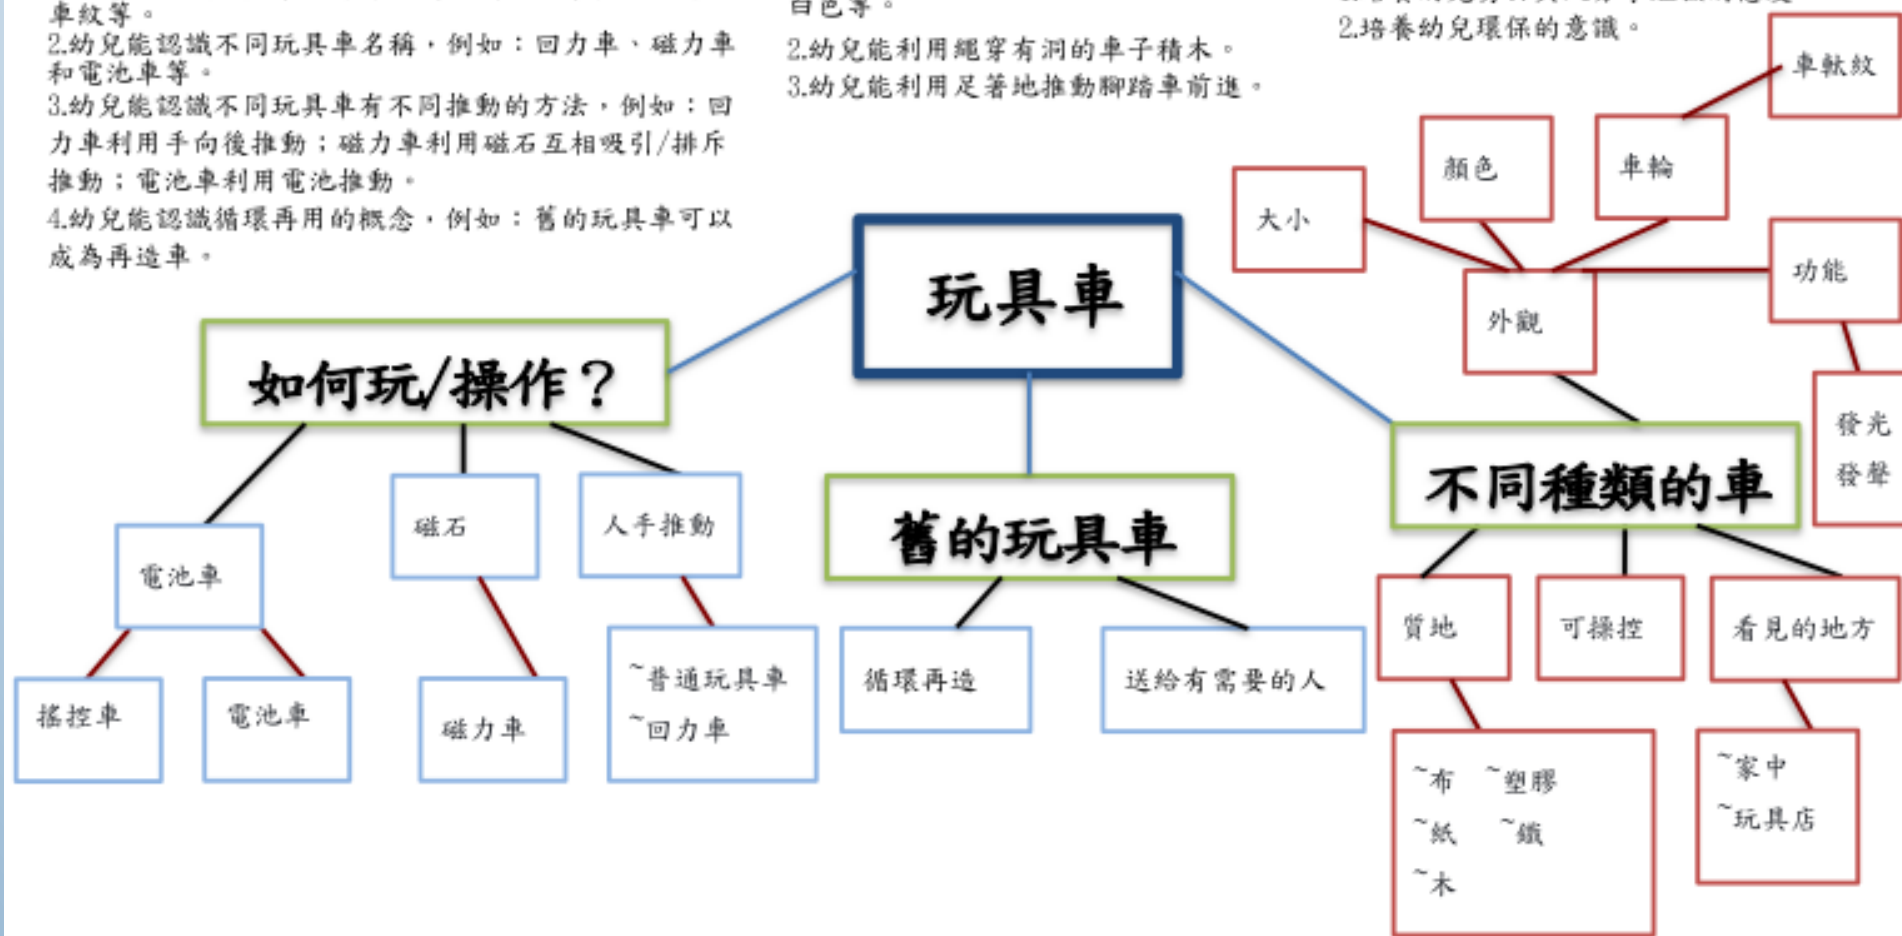 車紋等。
2.幼兒能認識不同玩具車名稱，例如：回力車、磁力車
和電池車等。
3.幼兒能認識不同玩具車有不同推動的方法，例如：回
力車利用手向後推動；磁力車利用磁石互相吸引/排斥
推動；電池車利用電池推動。
4.幼兒能認識循環再用的概念，例如：舊的玩具車可以
成為再造車。
白色等。
2.幼兒能利用繩穿有洞的車子積木。
3.幼兒能利用足著地推動腳踏車前進。
2.培養幼兒環保的意識。
車軚紋
顏色
車輪
大小
功能
外觀
發光
發聲
玩具車
如何玩/操作？
舊的玩具車
不同種類的車
電池車
磁石
人手推動
搖控車
電池車
磁力車
~普通玩具車
~回力車
循環再造
送給有需要的人
質地
可操控
看見的地方
~布 ~塑膠
~紙 ~鐵
~木
~家中
~玩具店